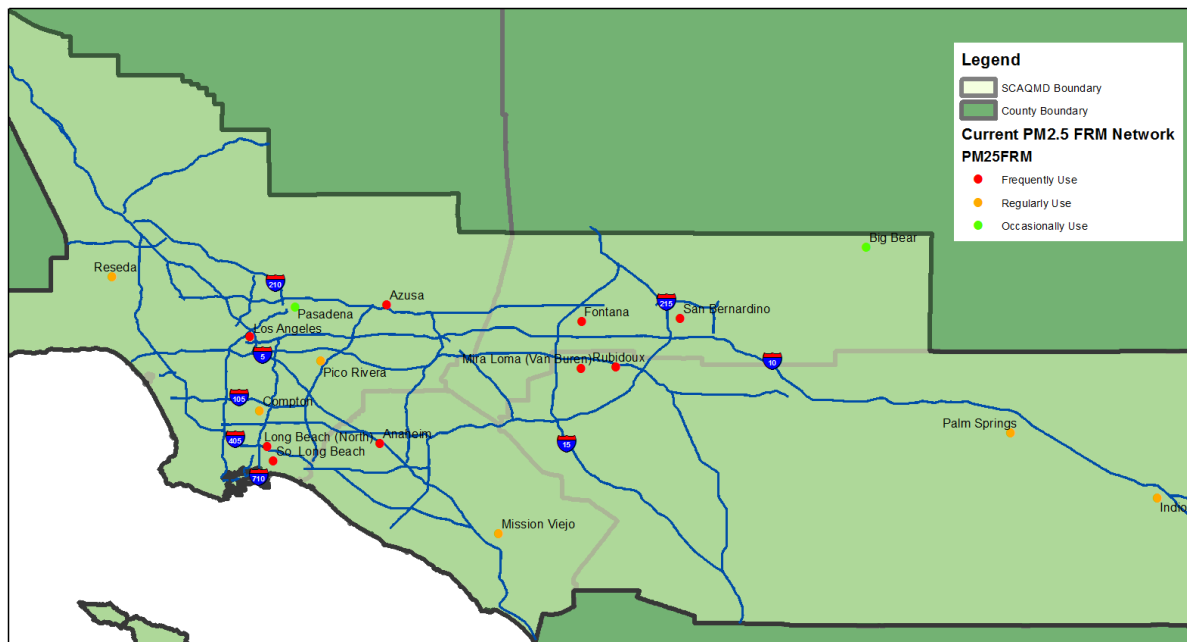 Legend
SCAQMD Boundary
County Boundary
Current PM2.5 FRM Network
PM25FRM
Frequently Use
Regularly Use
Occasionally Use
Big Bear
Reseda
210
Azusa
Pasadena
215
San Bernardino
Fontana
Los Angeles
5
Mira Loma (Van Buren)
Rubidoux
10
Pico Rivera
105
Compton
Palm Springs
405
Long Beach (North)
Anaheim
15
So. Long Beach
710
Indio
Mission Viejo